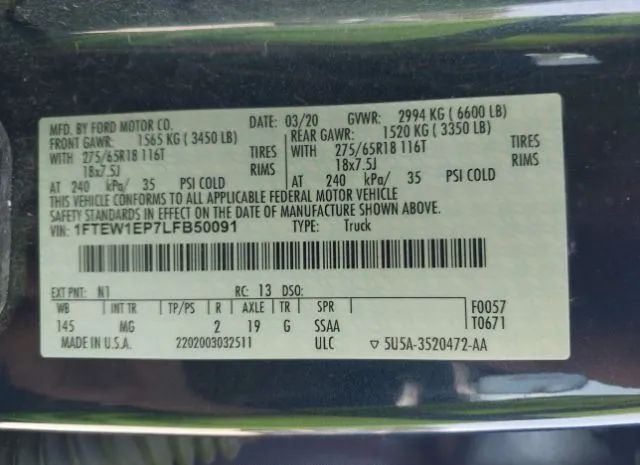 MFD. BY FORD MOTOR CO. DATE: 03/20 GVWR: 2994 KG ( 6600 LB)
FRONT GAWR: 1565 KG ( 3450 LB) REAR GAWR: 1520 KG ( 3350 LB)
WITH 275/65R18 116T TIRES WITH 275/65R18 116T TIRES
18x7.5J RIMS 18x7.5J RIMS
AT 240 kPa/ 35 PSI COLD AT 240 kPa/ 35 PSI COLD
THIS VEHICLE CONFORMS TO ALL APPLICABLE FEDERAL MOTOR VEHICLE
SAFETY STANDARDS IN EFFECT ON THE DATE OF MANUFACTURE SHOWN ABOVE.
VIN: 1FTEW1EP7LFB50091 TYPE: Truck
EXT PNT: N1 RC: 13 DSO:
WB INT TR TP/PS R AXLE TR SPR F0057
145 MG 2 19 G SSAA T0671
MADE IN U.S.A. 2202003032511 ULC ▽ 5U5A-3520472-AA